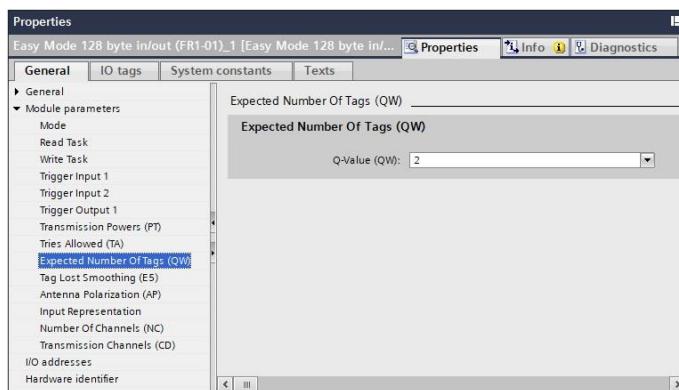 Properties
Easy Mode 128 byte in/out (FR1-01)_1 [Easy Mode 128 byte in/...
Properties
Info
Diagnostics
General
IO tags
System constants
Texts
General
Module parameters
Mode
Read Task
Write Task
Trigger Input 1
Trigger Input 2
Trigger Output 1
Transmission Powers (PT)
Tries Allowed (TA)
Expected Number Of Tags (QW)
Tag Lost Smoothing (E5)
Antenna Polarization (AP)
Input Representation
Number Of Channels (NC)
Transmission Channels (CD)
I/O addresses
Hardware identifier
Expected Number Of Tags (QW)
Expected Number Of Tags (QW)
Q-Value (QW): 2